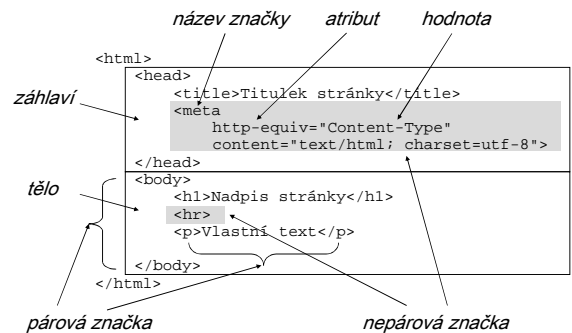 název značky atribut hodnota
<html>
<head>
<title>Titulek stránky</title>
záhlaví
<meta
http-equiv="Content-Type"
content="text/html; charset=utf-8">
</head>
<body>
tělo
<h1>Nadpis stránky</h1>
<hr>
<p>Vlastní text</p>
</body>
</html>
párová značka nepárová značka